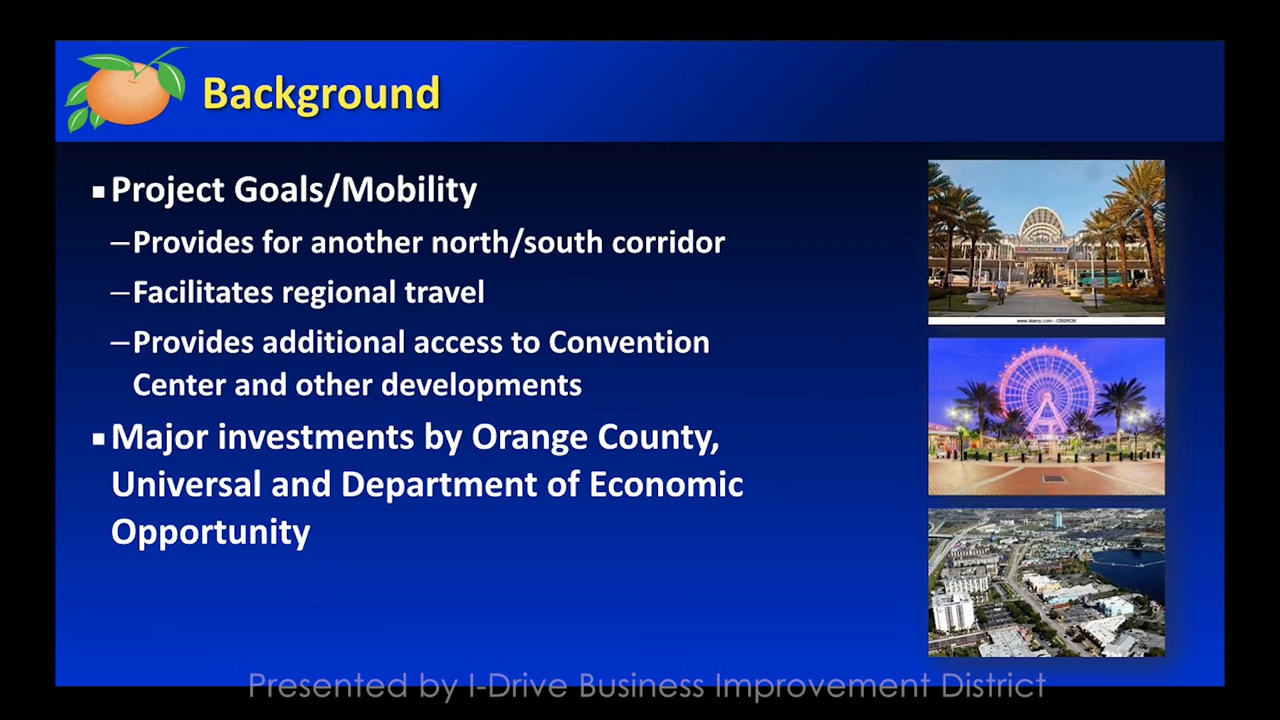 Background
▪Project Goals/Mobility
–Provides for another north/south corridor
–Facilitates regional travel
–Provides additional access to Convention
Center and other developments
▪Major investments by Orange County,
Universal and Department of Economic
Opportunity
Presented by I-Drive Business Improvement District